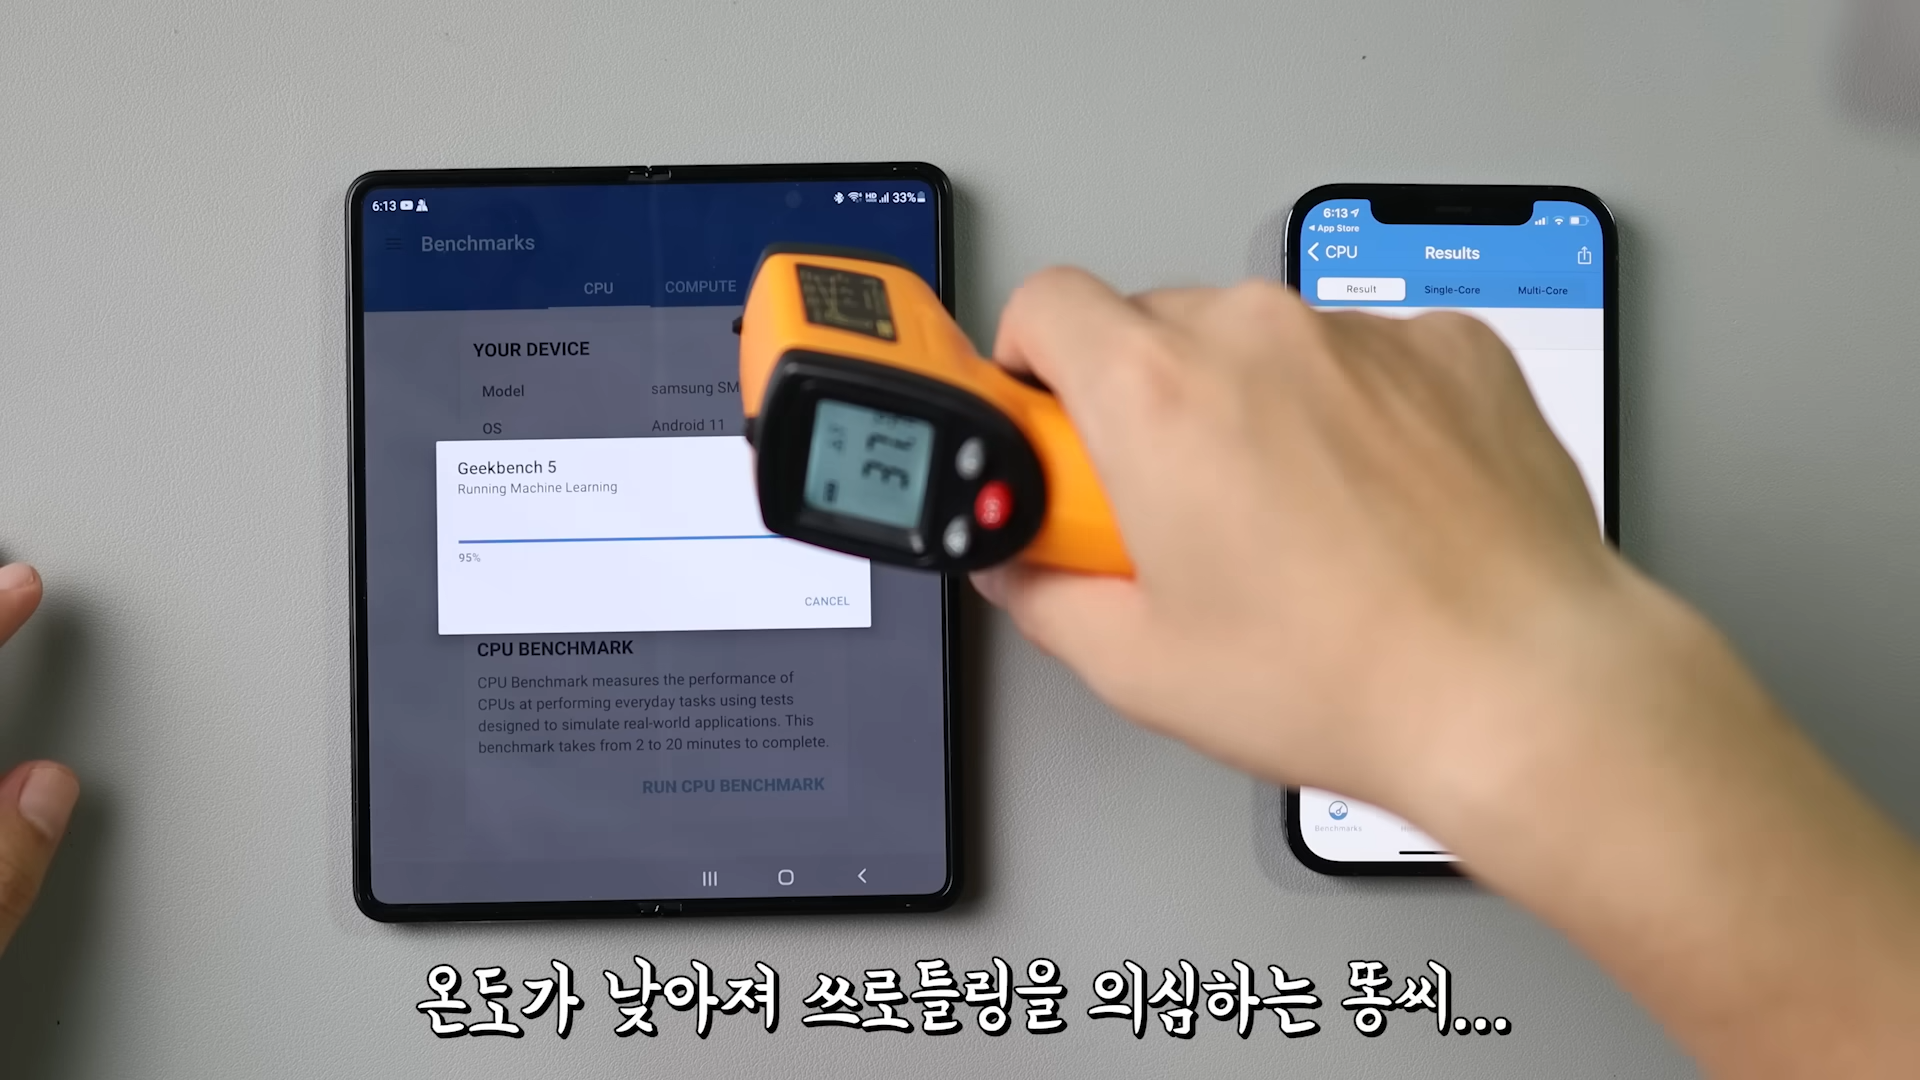 6:13
33%
Benchmarks
CPU COMPUTE
YOUR DEVICE
Model samsung SM
OS Android 11
Geekbench 5
Running Machine Learning
95%
CANCEL
CPU BENCHMARK
CPU Benchmark measures the performance of
CPUs at performing everyday tasks using tests
designed to simulate real-world applications. This
benchmark takes from 2 to 20 minutes to complete.
RUN CPU BENCHMARK
6:13
App Store
CPU Results
Result Single-Core Multi-Core
Benchmarks
온도가 낮아져 쓰로틀링을 의심하는 똥씨...